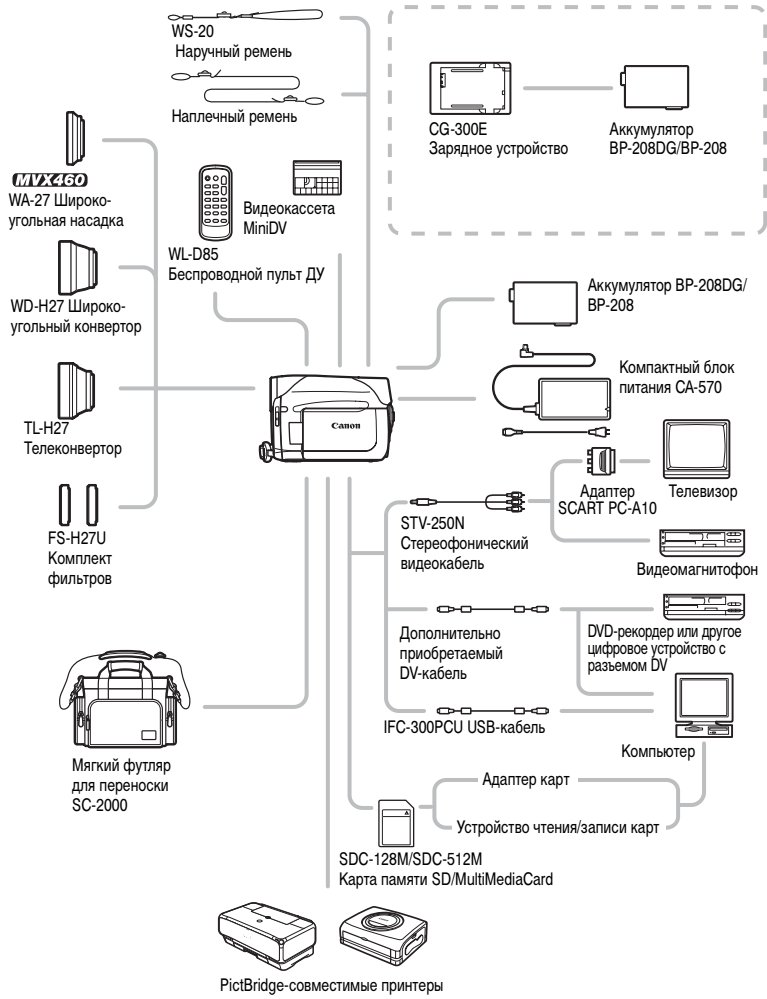 WS-20
Наручный ремень
Наплечный ремень
CG-300E
Зарядное устройство
Аккумулятор
BP-208DG/BP-208
MVX460
WA-27 Широко-
угольная насадка
Видеокассета
MiniDV
WL-D85
Беспроводной пульт ДУ
WD-H27 Широко-
угольный конвертор
Аккумулятор BP-208DG/
BP-208
Компактный блок
питания CA-570
Canon
TL-H27
Телеконвертор
Адаптер
SCART PC-A10
Телевизор
STV-250N
Стереофонический
видеокабель
Видеомагнитофон
FS-H27U
Комплект
фильтров
Дополнительно
приобретаемый
DV-кабель
DVD-рекордер или другое
цифровое устройство с
разъемом DV
IFC-300PCU USB-кабель
Компьютер
Мягкий футляр
для переноски
SC-2000
Адаптер карт
Устройство чтения/записи карт
SDC-128M/SDC-512M
Карта памяти SD/MultiMediaCard
PictBridge-совместимые принтеры